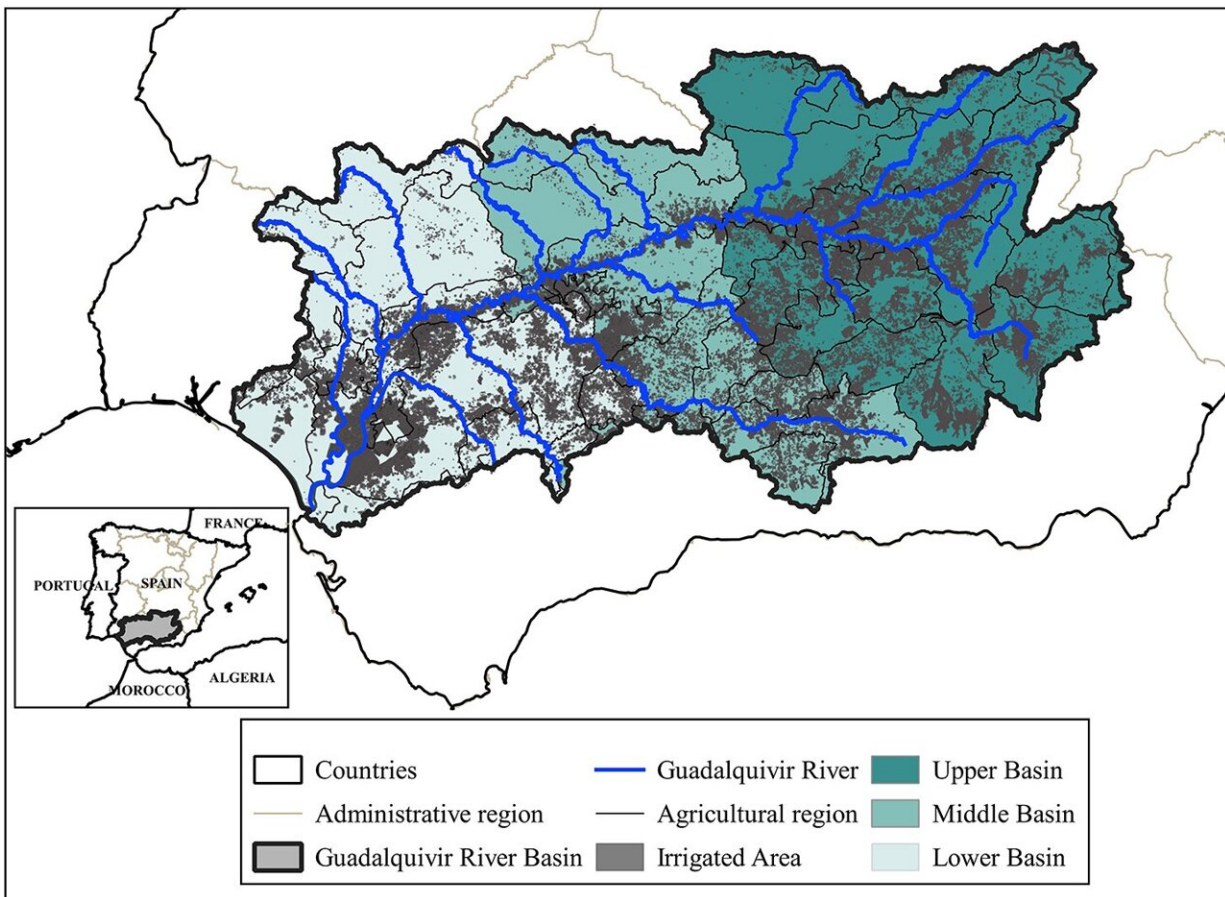 FRANCE
PORTUGAL
SPAIN
ALGERIA
MOROCCO
Countries
Guadalquivir River
Upper Basin
Administrative region
Agricultural region
Middle Basin
Guadalquivir River Basin
Irrigated Area
Lower Basin